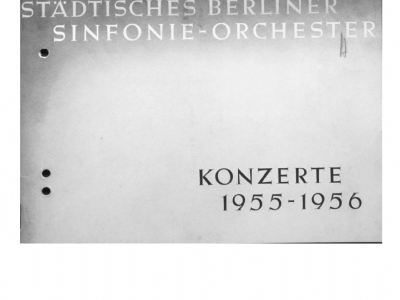 STÄDTISCHES BERLINER
SINFONIE-ORCHESTER
KONZERTE
1955-1956